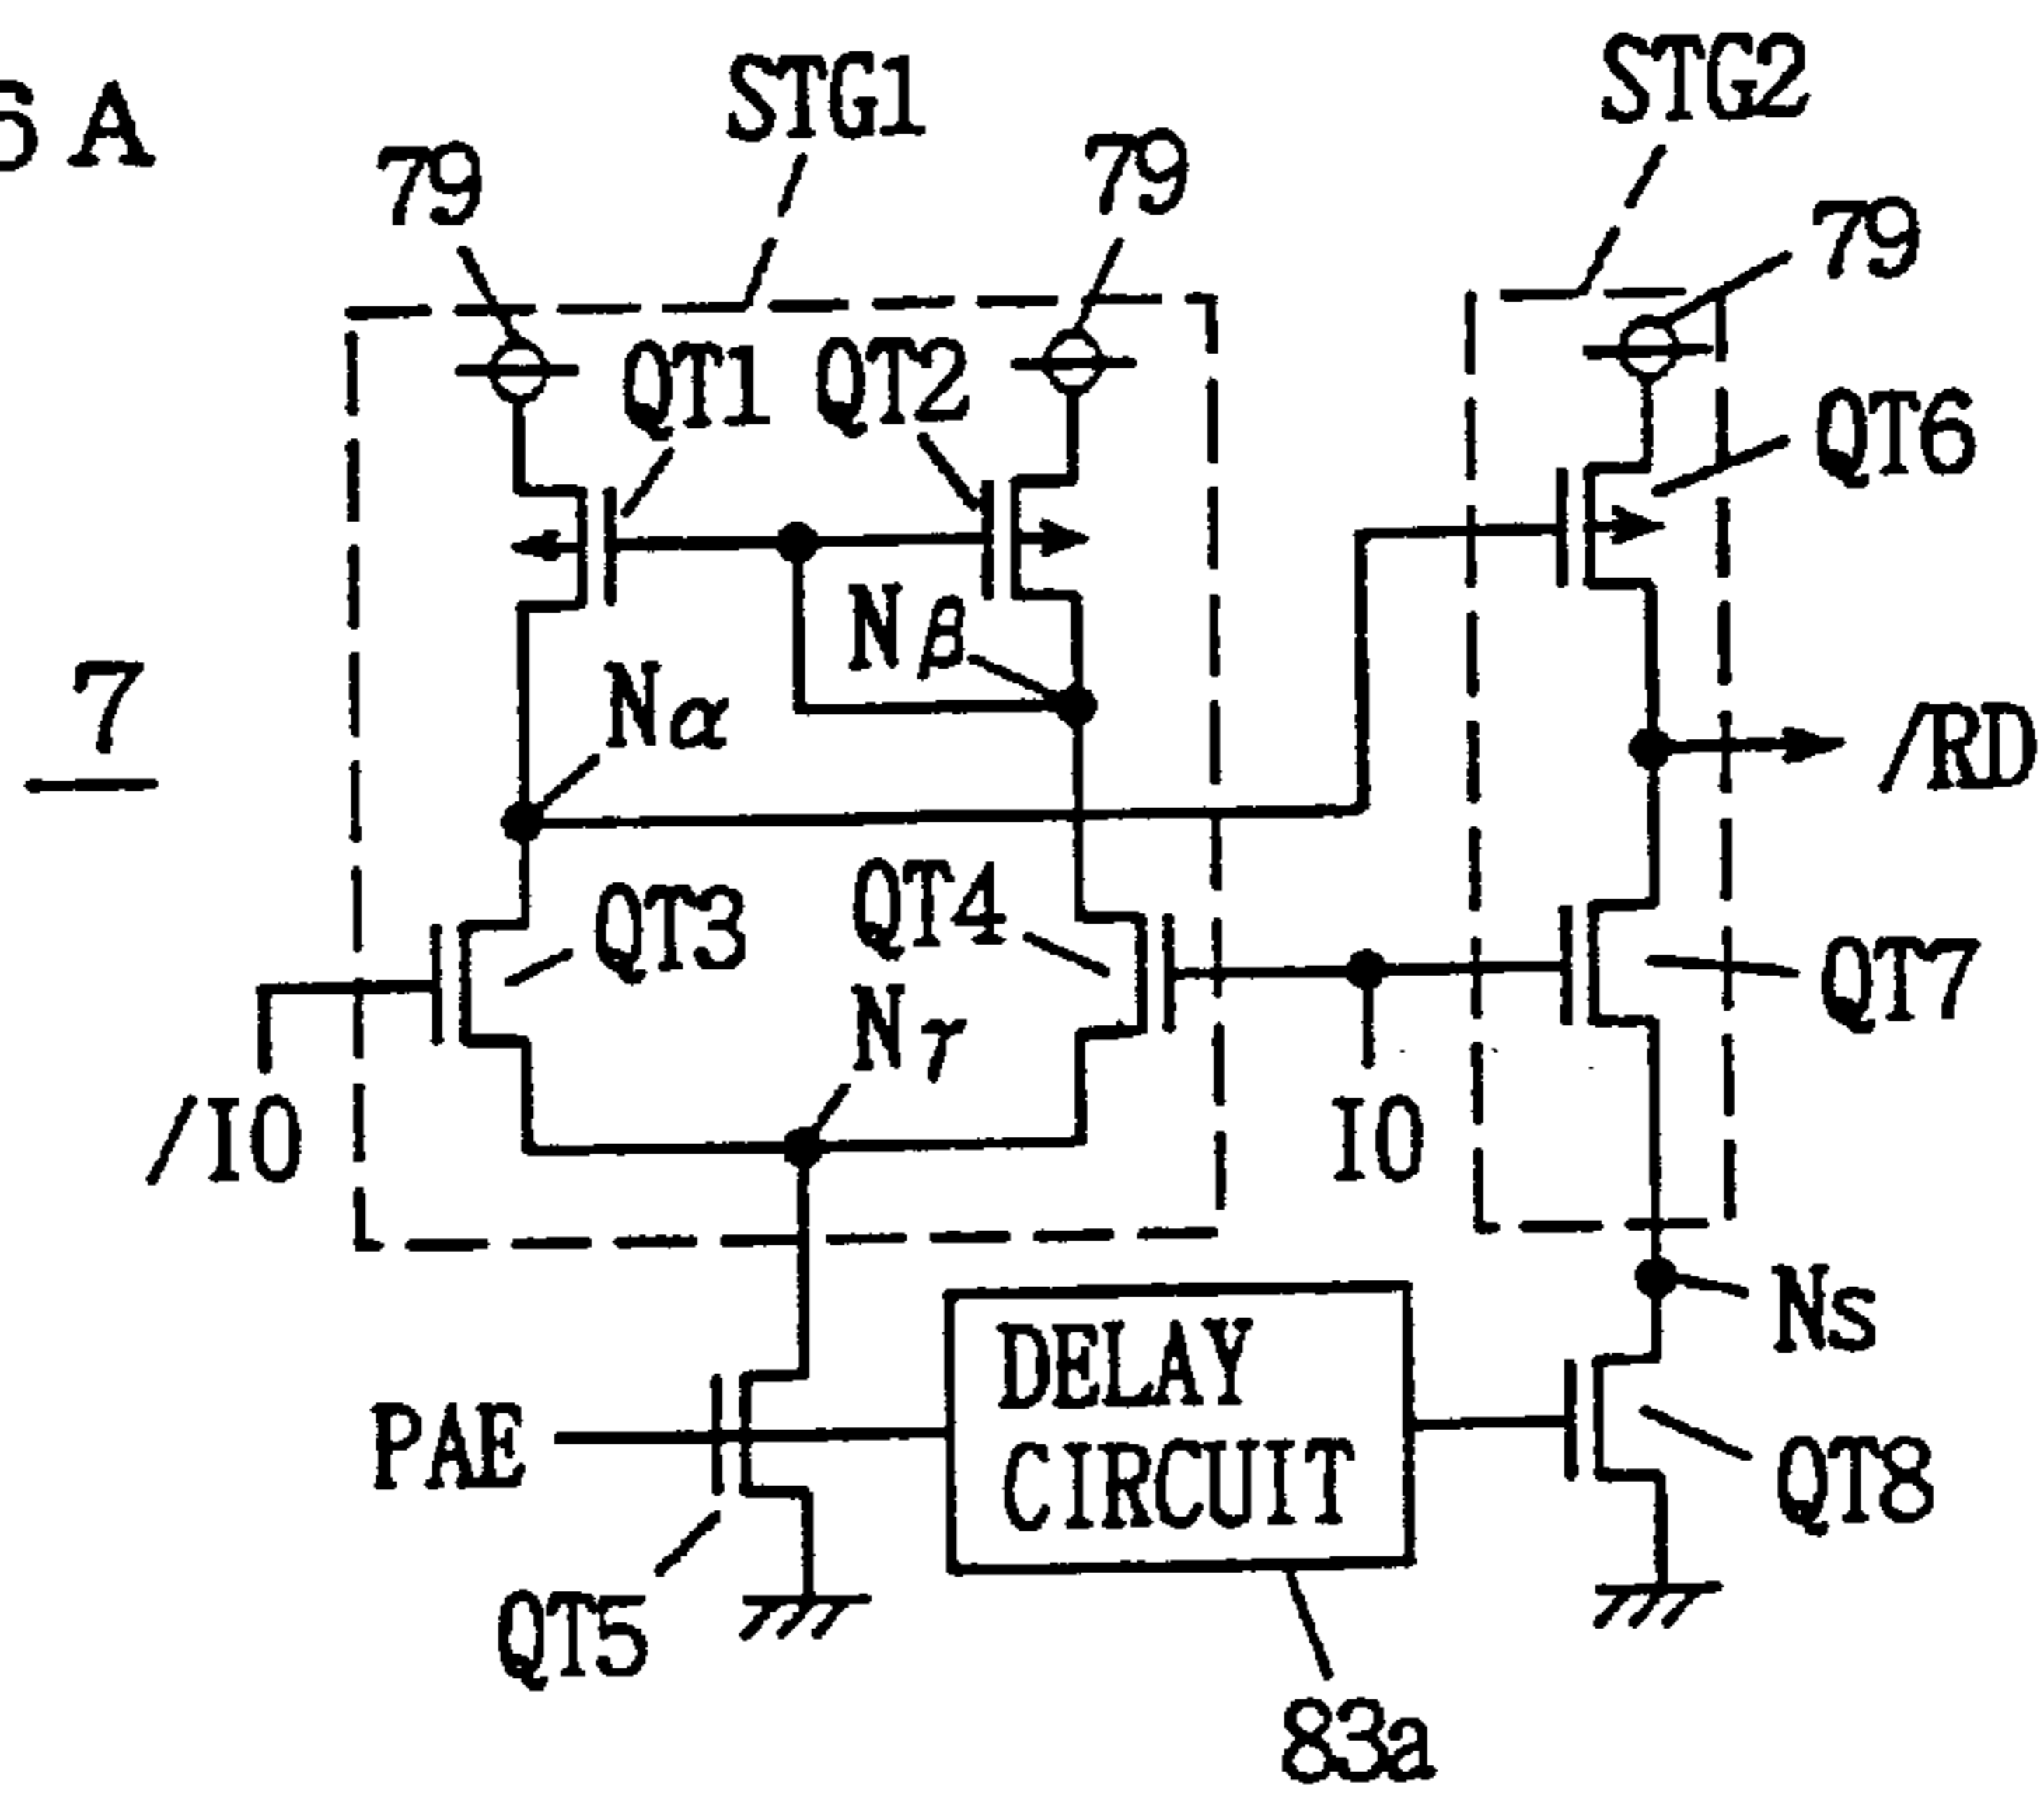 6 A
STG1
STG2
79
79
79
QT1
QT2
QT6
Nβ
Nα
7
/RD
QT3
QT4
QT7
Nγ
/IO
IO
NS
DELAY
CIRCUIT
PAE
QT8
QT5
83a